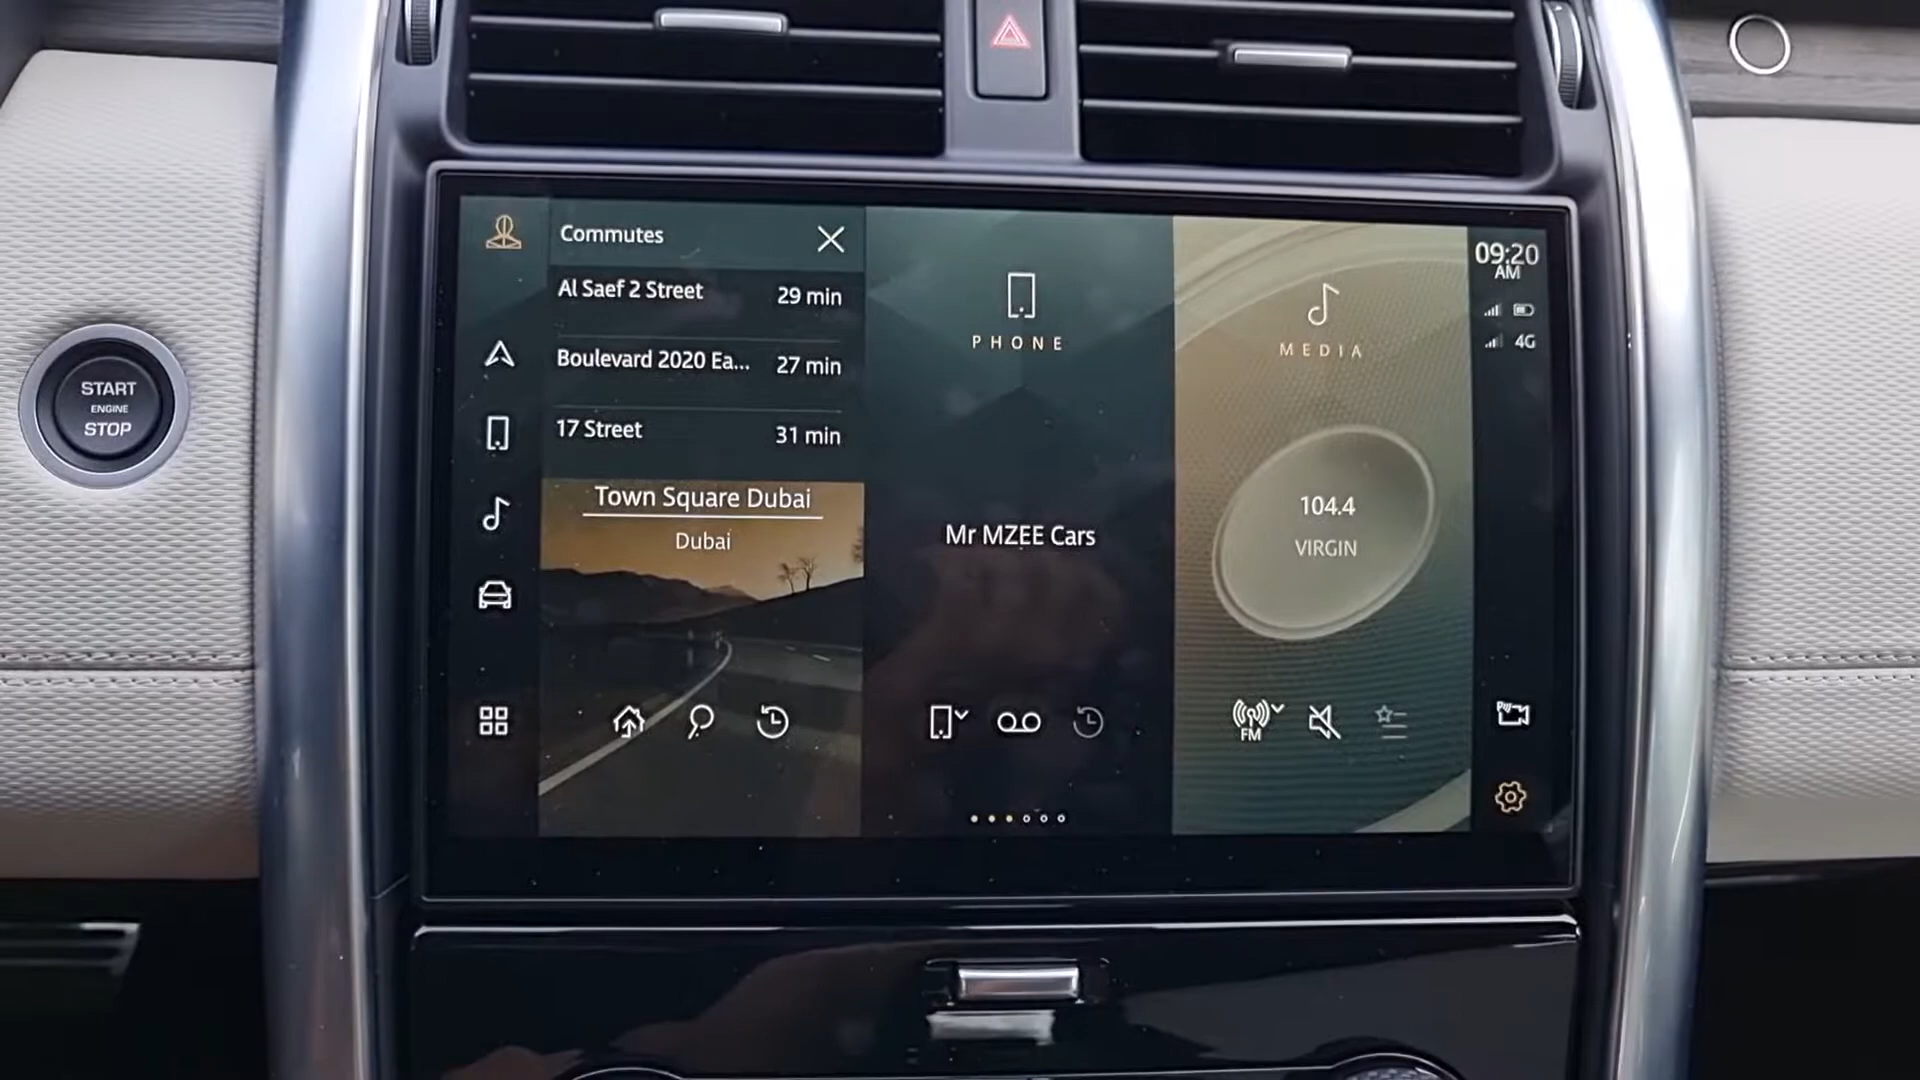 START
ENGINE
STOP
Commutes
Al Saef 2 Street 29 min
Boulevard 2020 Ea... 27 min
17 Street 31 min
Town Square Dubai
Dubai
PHONE
Mr MZEE Cars
MEDIA
104.4
VIRGIN
FM
09:20
AM
4G